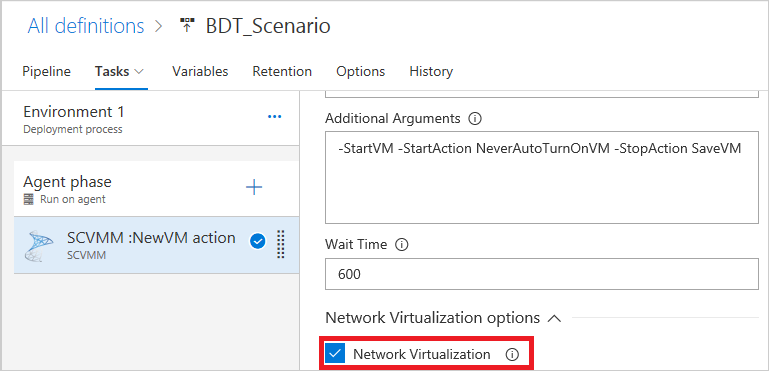 All definitions > BDT_Scenario
Pipeline Tasks Variables Retention Options History
Environment 1
Deployment process
Agent phase
Run on agent
SCVMM :NewVM action
SCVMM
Additional Arguments
-StartVM -StartAction NeverAutoTurnOnVM -StopAction SaveVM
Wait Time
600
Network Virtualization options
Network Virtualization